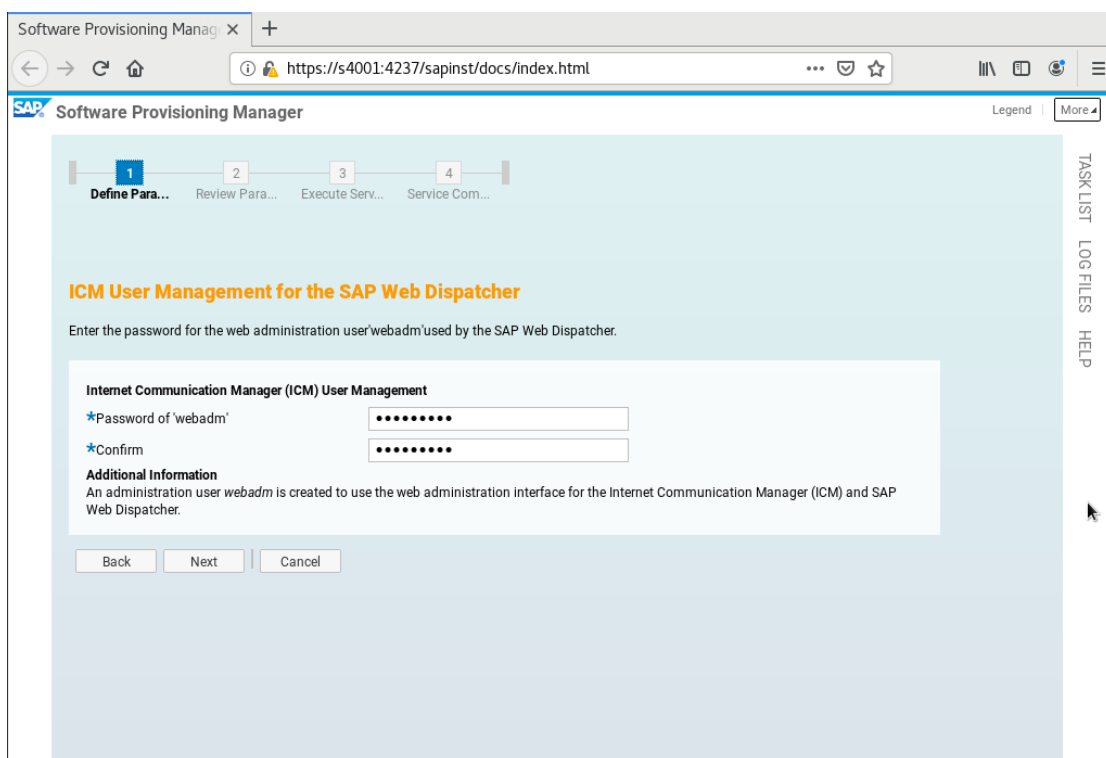 Software Provisioning Manag
https://s4001:4237/sapinst/docs/index.html
SAP Software Provisioning Manager
Legend
More
1
2
3
4
Define Para...
Review Para...
Execute Serv...
Service Com...
TASK LIST
LOG FILES
HELP
ICM User Management for the SAP Web Dispatcher
Enter the password for the web administration user'webadm'used by the SAP Web Dispatcher.
Internet Communication Manager (ICM) User Management
*Password of 'webadm'
•••••••••
*Confirm
•••••••••
Additional Information
An administration user webadm is created to use the web administration interface for the Internet Communication Manager (ICM) and SAP
Web Dispatcher.
Back
Next
Cancel